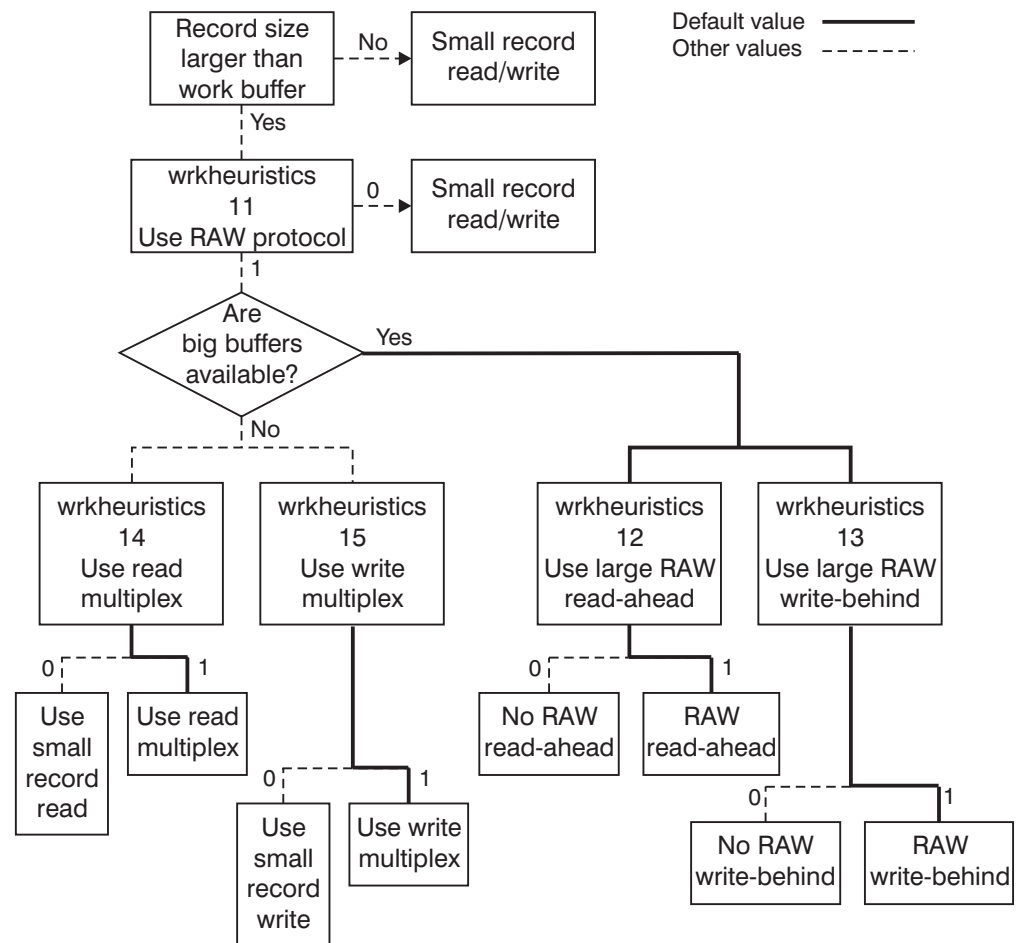 Record size
larger than
work buffer
No
Small record
read/write
Default value
Other values
Yes
wrkheuristics
11
Use RAW protocol
0
Small record
read/write
1
Are
big buffers
available?
Yes
No
wrkheuristics
14
Use read
multiplex
wrkheuristics
15
Use write
multiplex
wrkheuristics
12
Use large RAW
read-ahead
wrkheuristics
13
Use large RAW
write-behind
0
1
Use
small
record
read
Use read
multiplex
0
1
Use
small
record
write
Use write
multiplex
0
1
No RAW
read-ahead
RAW
read-ahead
0
1
No RAW
write-behind
RAW
write-behind